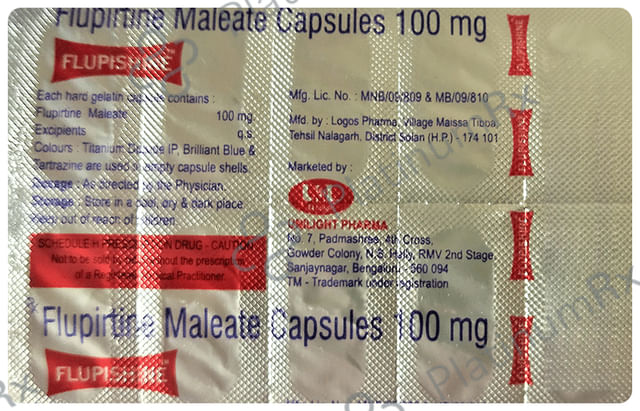 Flupirtine Maleate Capsules 100 mg
FLUPISHINE™
Each hard gelatin capsule contains :
Flupirtine Maleate 100 mg.
Excipients q.s.
Colours : Titanium Dioxide IP, Brilliant Blue &
Tartrazine are used in empty capsule shells.
Dosage : As directed by the Physician.
Storage : Store in a cool, dry & dark place.
Keep out of reach of children.
SCHEDULE H PRESCRIPTION DRUG - CAUTION
Not to be sold by retail without the prescription
of a Registered Medical Practitioner.
Mfg. Lic. No. : MNB/09/809 & MB/09/810
Mfd by : Logos Pharma, Village Maissa Tibba,
Tehsil Nalagarh, District Solan (H.P.) - 174 101
Marketed by :
UNILIGHT PHARMA
No. 7, Padmashree, 4th Cross,
Gowder Colony, N.S. Halli, RMV 2nd Stage,
Sanjaynagar, Bengaluru - 560 094
TM - Trademark under registration
FLUPISHINE
FLUPISHINE
FLUPISHINE
FLUPISHINE
Rx Flupirtine Maleate Capsules 100 mg
FLUPISHINE™
PlatinumRx